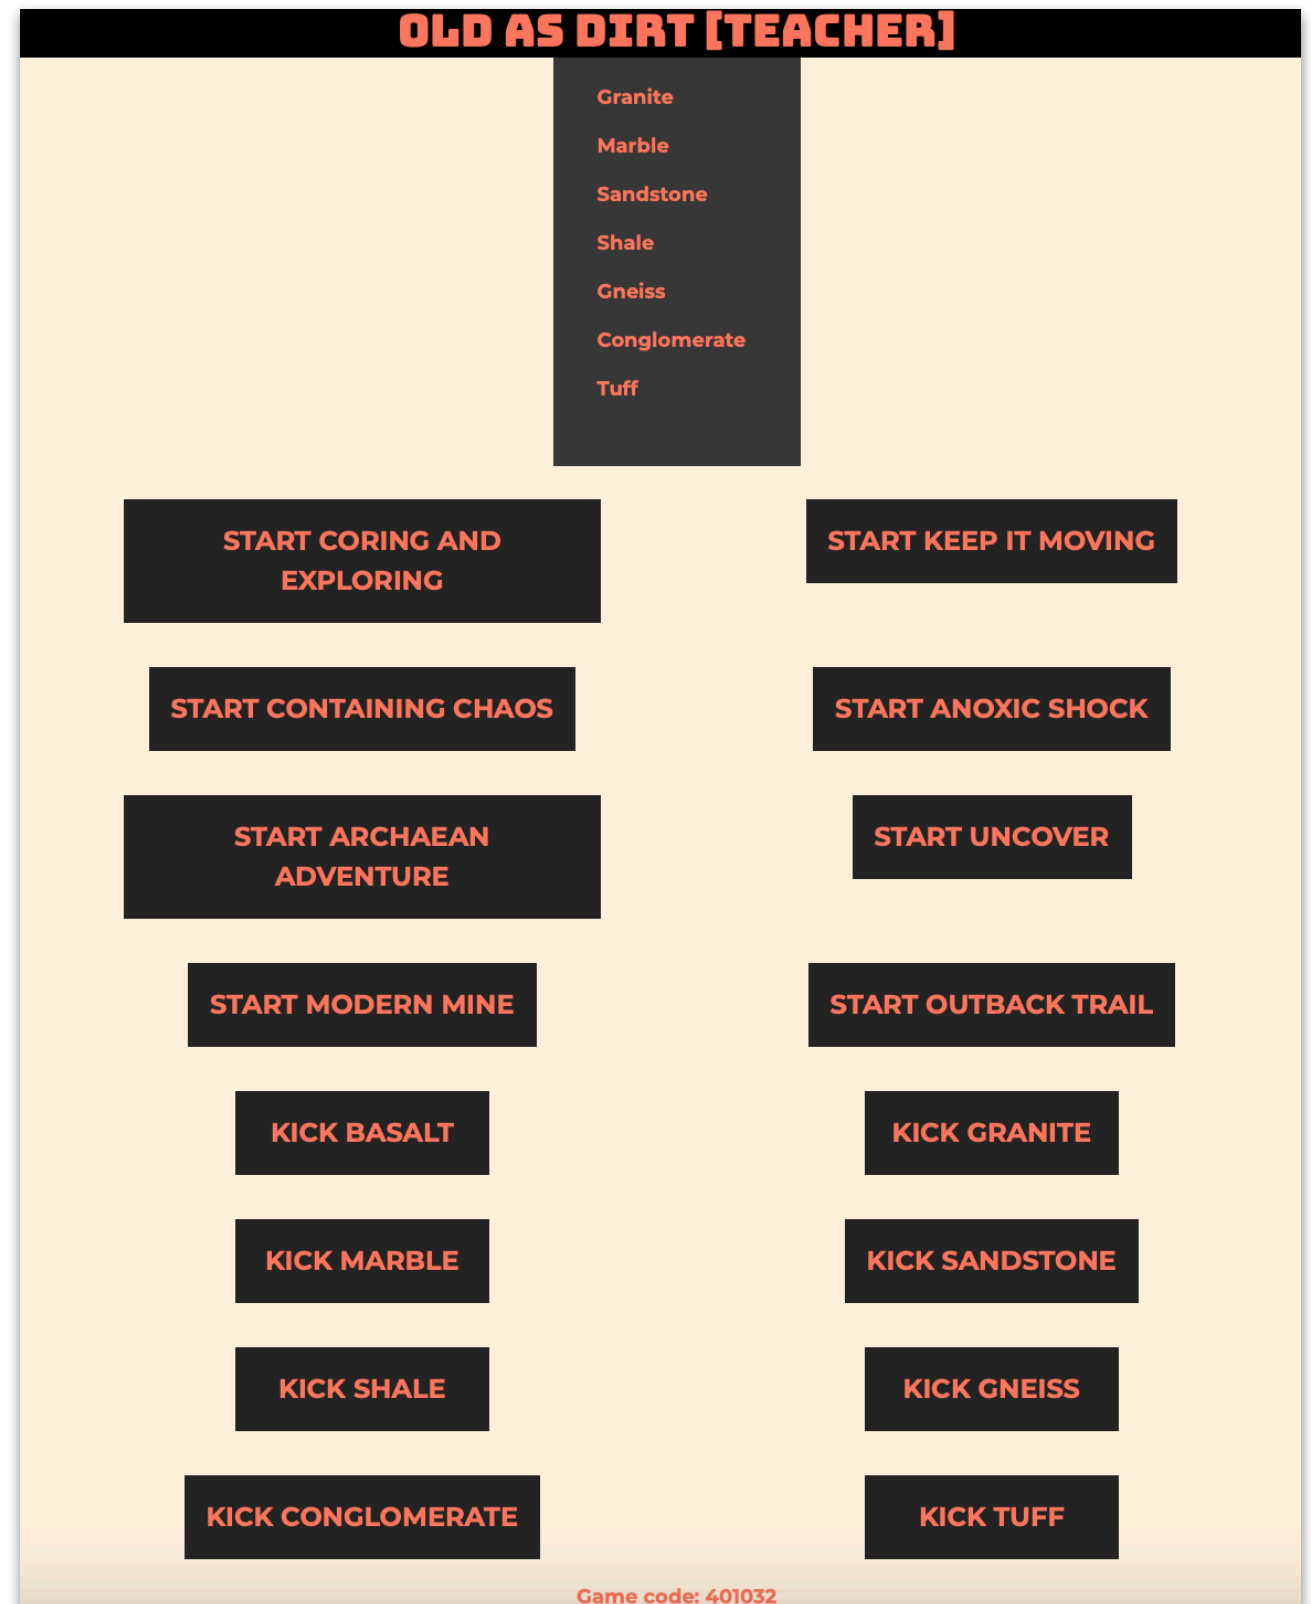 OLD AS DIRT [TEACHER]
Granite
Marble
Sandstone
Shale
Gneiss
Conglomerate
Tuff
START CORING AND
EXPLORING
START KEEP IT MOVING
START CONTAINING CHAOS
START ANOXIC SHOCK
START ARCHAEAN
ADVENTURE
START UNCOVER
START MODERN MINE
START OUTBACK TRAIL
KICK BASALT
KICK GRANITE
KICK MARBLE
KICK SANDSTONE
KICK SHALE
KICK GNEISS
KICK CONGLOMERATE
KICK TUFF
Game code: 401032